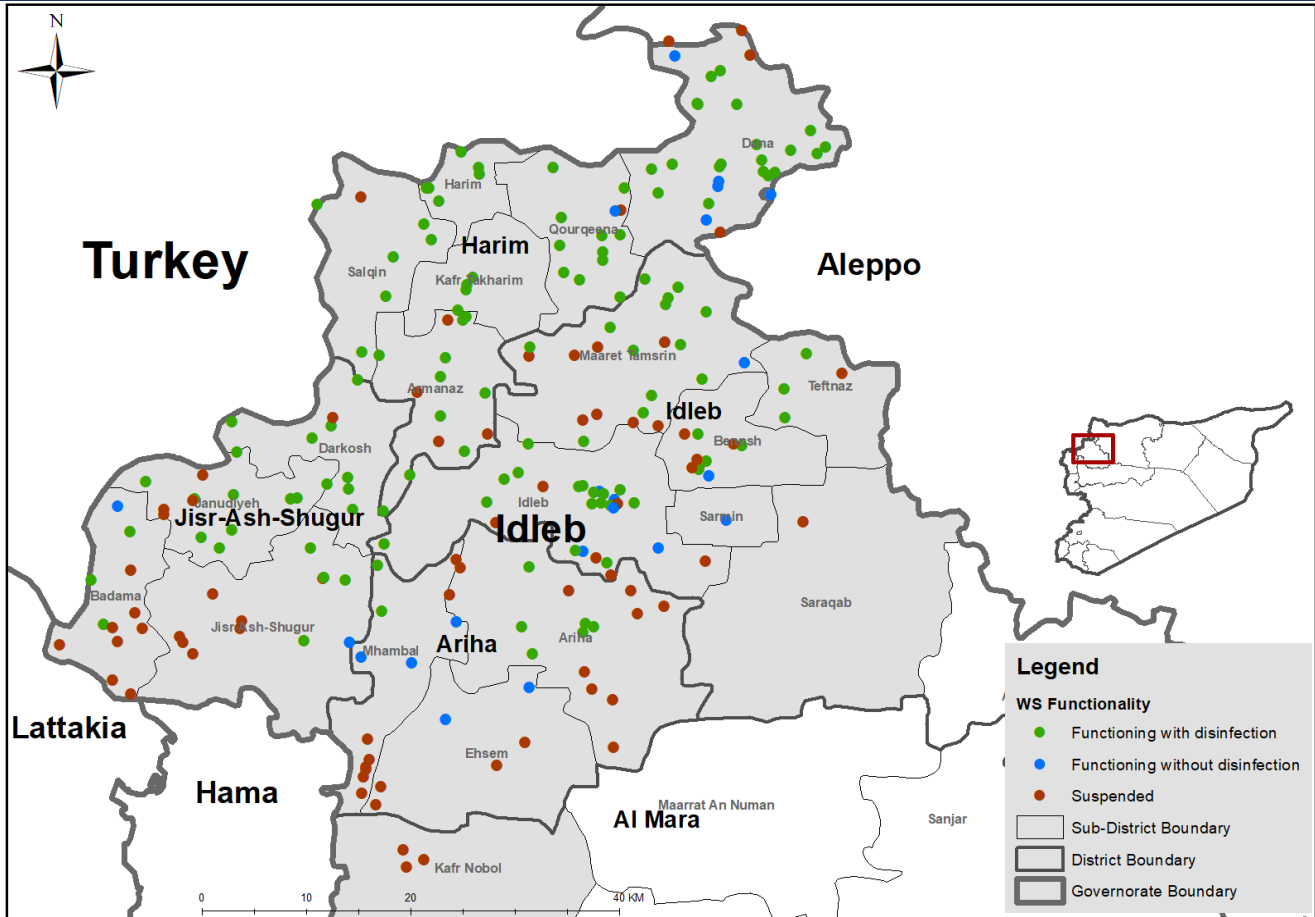 N
Dana
Harim
Qourqeena
Harim
Turkey
Aleppo
Salqin
Kafr Takharim
Maaret Tamsrin
Teftnaz
Armanaz
Idleb
Bennsh
Darkosh
Janudiyeh
Idleb
Sarmin
Jisr-Ash-Shugur
Idleb
Badama
Saraqab
Jisr-Ash-Shugur
Ariha
Mhambal
Ariha
Lattakia
Ehsem
Hama
Maarrat An Numan
Al Mara
Sanjar
Kafr Nobol
0 10 20 40 KM
Legend
WS Functionality
Functioning with disinfection
Functioning without disinfection
Suspended
Sub-District Boundary
District Boundary
Governorate Boundary